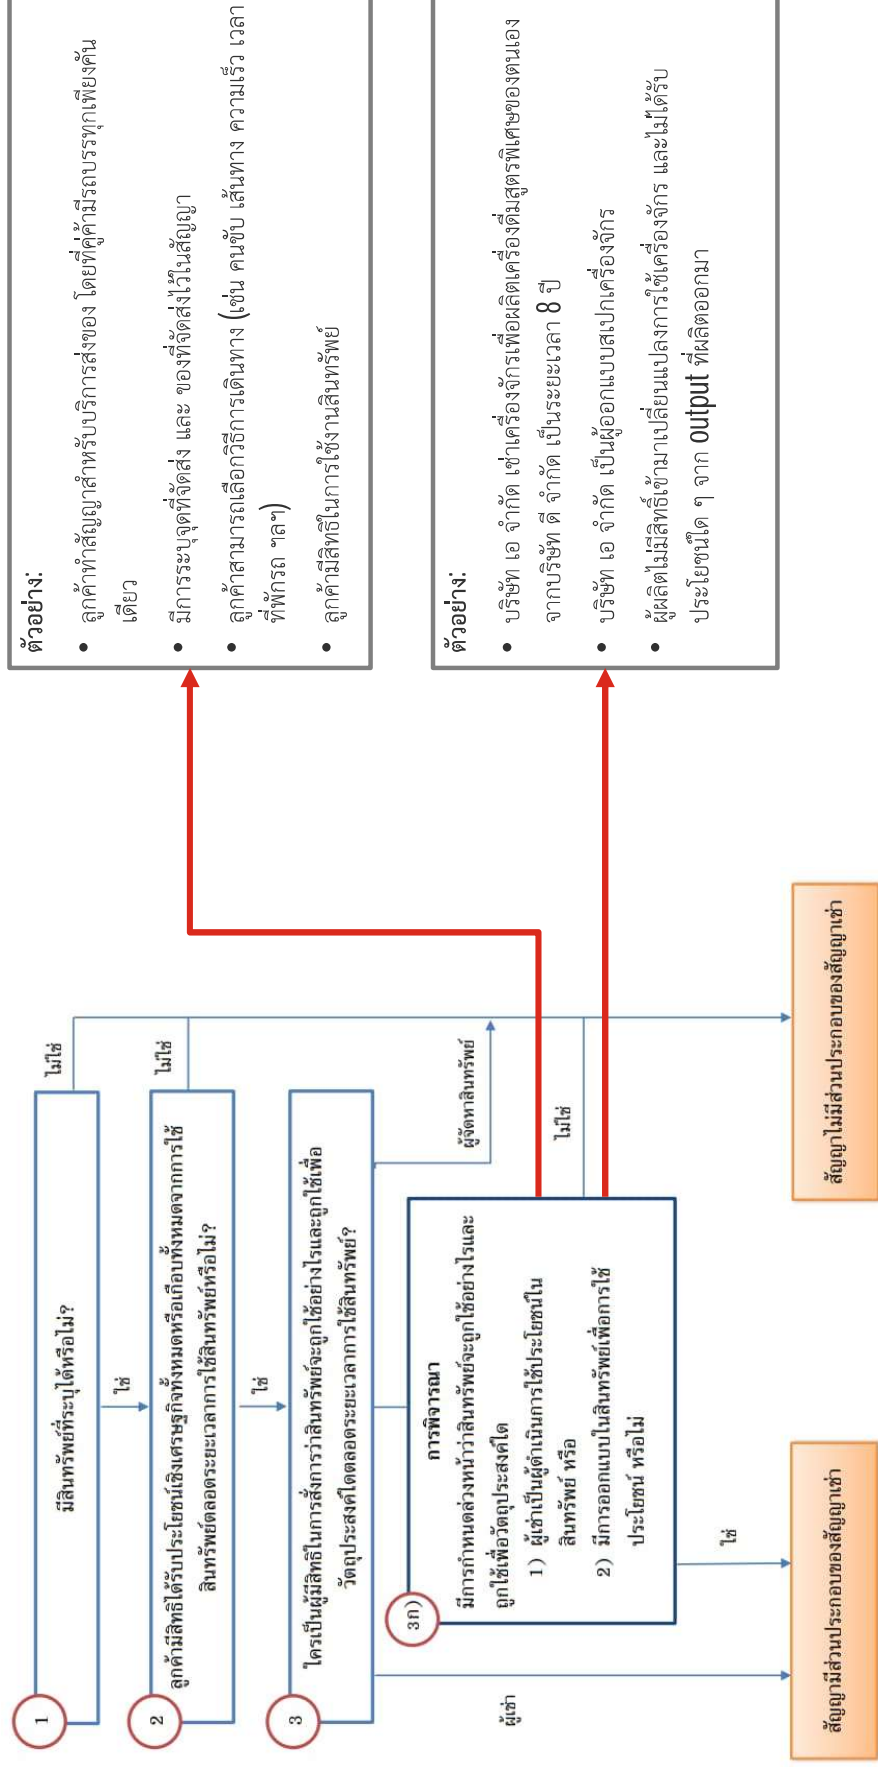 1
มีสินทรัพย์ที่ระบุได้หรือไม่?
ไม่ใช่
ใช่
2
ลูกค้ามีสิทธิได้รับประโยชน์เชิงเศรษฐกิจทั้งหมดหรือเกือบทั้งหมดจากการใช้
สินทรัพย์ตลอดระยะเวลาการใช้สินทรัพย์หรือไม่?
ไม่ใช่
ใช่
3
ใครเป็นผู้มีสิทธิในการสั่งการว่าสินทรัพย์จะถูกใช้อย่างไรและถูกใช้เพื่อ
วัตถุประสงค์ใดตลอดระยะเวลาการใช้สินทรัพย์?
ผู้จัดหาสินทรัพย์
ผู้เช่า
3ก)
การพิจารณา
มีการกำหนดล่วงหน้าว่าสินทรัพย์จะถูกใช้อย่างไรและ
ถูกใช้เพื่อวัตถุประสงค์ใด
1) ผู้เช่าเป็นผู้ดำเนินการใช้ประโยชน์ใน
สินทรัพย์ หรือ
2) มีการออกแบบในสินทรัพย์เพื่อการใช้
ประโยชน์ หรือไม่
ไม่ใช่
ใช่
สัญญามีส่วนประกอบของสัญญาเช่า
สัญญาไม่มีส่วนประกอบของสัญญาเช่า
ตัวอย่าง:
• ลูกค้าทำสัญญาสำหรับบริการส่งของ โดยที่คู่ค้ามีรถบรรทุกเพียงคัน
เดียว
• มีการระบุจุดที่จัดส่ง และ ของที่จัดส่งไว้ในสัญญา
• ลูกค้าสามารถเลือกวิธีการเดินทาง (เช่น คนขับ เส้นทาง ความเร็ว เวลา
ที่พักรถ ฯลฯ)
• ลูกค้ามีสิทธิในการใช้งานสินทรัพย์
ตัวอย่าง:
• บริษัท เอ จำกัด เช่าเครื่องจักรเพื่อผลิตเครื่องดื่มสูตรพิเศษของตนเอง
จากบริษัท ดี จำกัด เป็นระยะเวลา 8 ปี
• บริษัท เอ จำกัด เป็นผู้ออกแบบสเปกเครื่องจักร
• ผู้ผลิตไม่มีสิทธิ์เข้ามาเปลี่ยนแปลงการใช้เครื่องจักร และไม่ได้รับ
ประโยชน์ใด ๆ จาก output ที่ผลิตออกมา